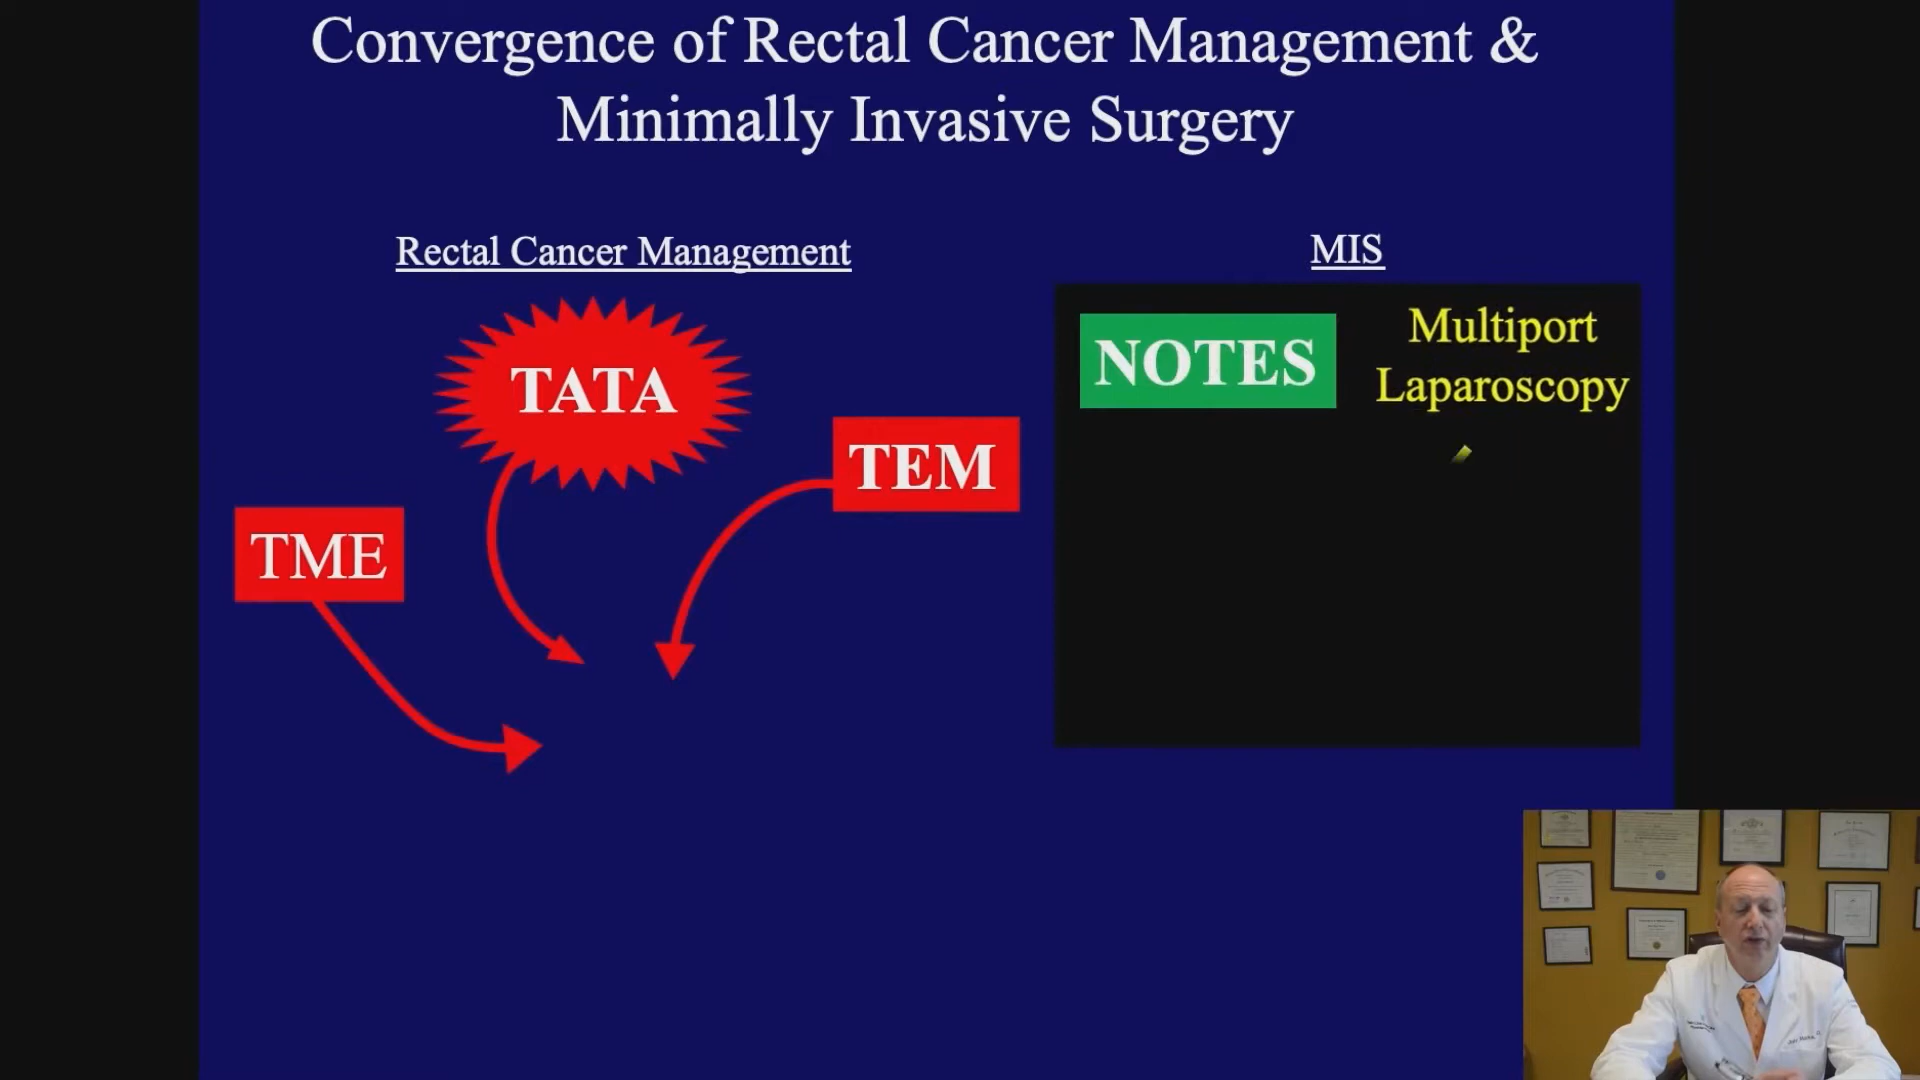 Convergence of Rectal Cancer Management &
Minimally Invasive Surgery
Rectal Cancer Management
MIS
TATA
NOTES
Multiport
Laparoscopy
TEM
TME